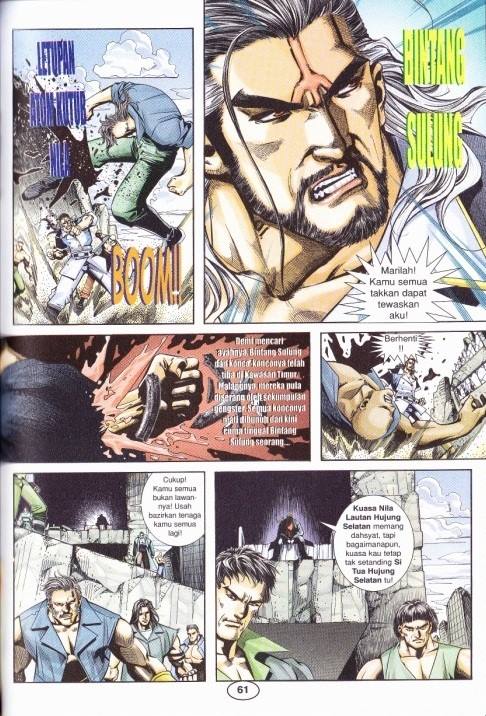 LETUPAN
ATOM KUTUB
NILA
BOOM!!
BINTANG
SULUNG
Marilah!
Kamu semua
takkan dapat
tewaskan
aku!
Demi mencari
ayahnya, Bintang Sulung
dan konco-konconya telah
tiba di Kawasan Timur.
Malangnya, mereka pula
diserang oleh sekumpulan
gengster. Semua konconya
mati dibunuh dan kini
cuma tinggal Bintang
Sulung seorang...
Berhenti
!!
Cukup!
Kamu semua
bukan lawan-
nya! Usah
bazirkan tenaga
kamu semua
lagi!
Kuasa Nila
Lautan Hujung
Selatan memang
dahsyat, tapi
bagaimanapun,
kuasa kau tetap
tak setanding Si
Tua Hujung
Selatan tu!
61